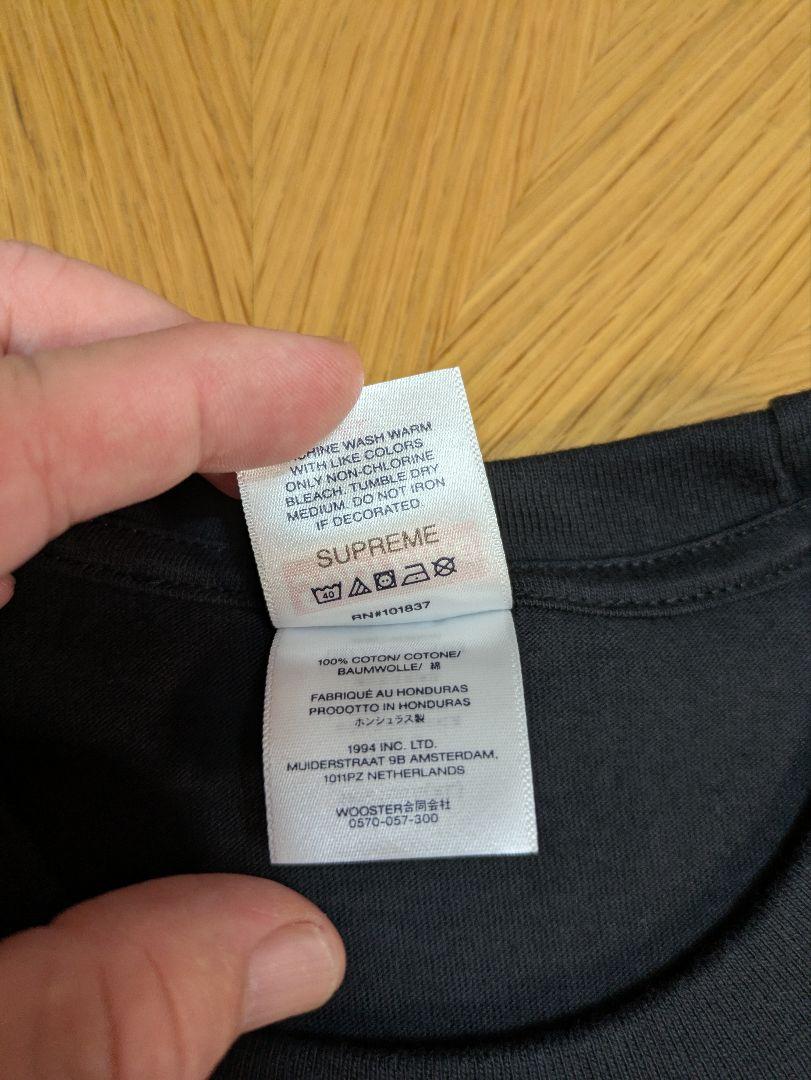 WASH WARM
WITH LIKE COLORS
ONLY NON-CHLORINE
BLEACH. TUMBLE DRY
MEDIUM. DO NOT IRON
IF DECORATED.
SUPREME
40
RN#101837
100% COTON/ COTONE/
BAUMWOLLE/ 綿
FABRIQUÉ AU HONDURAS
PRODOTTO IN HONDURAS
ホンジュラス製
1994 INC. LTD.
MUIDERSTRAAT 9B AMSTERDAM,
1011PZ NETHERLANDS
WOOSTER合同会社
0570-057-300